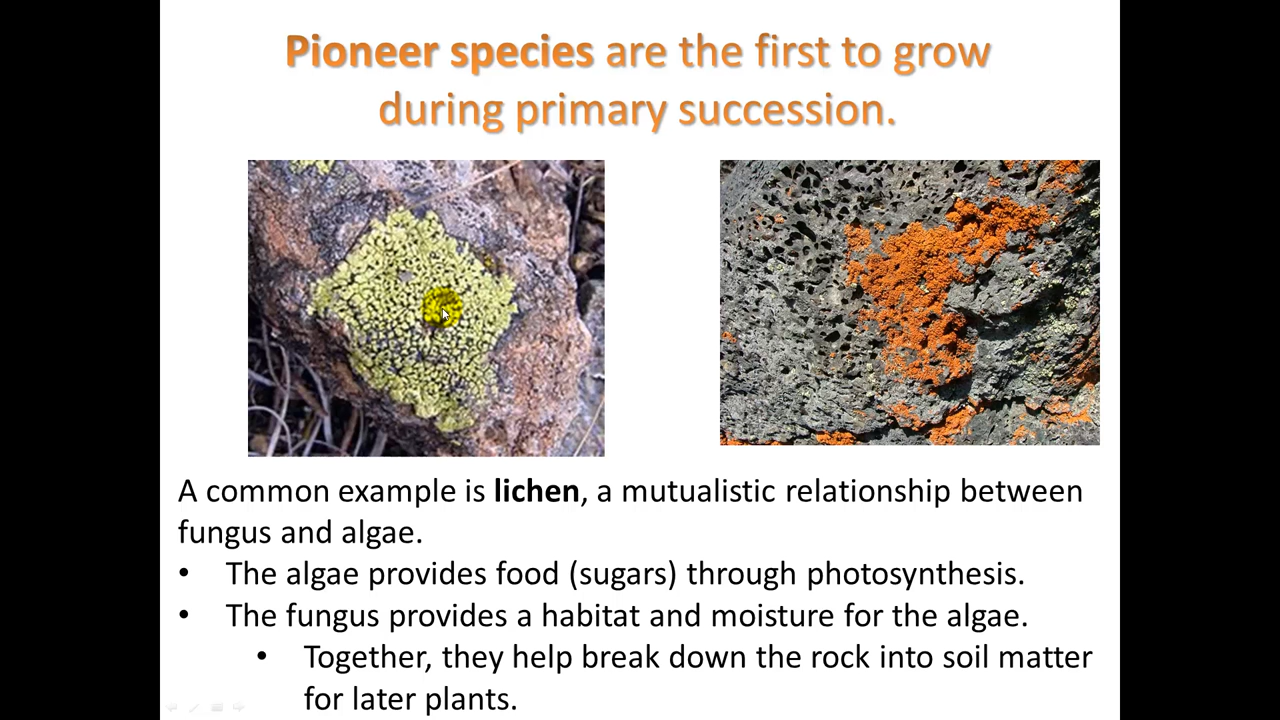 Pioneer species are the first to grow
during primary succession.
A common example is lichen, a mutualistic relationship between
fungus and algae.
• The algae provides food (sugars) through photosynthesis.
• The fungus provides a habitat and moisture for the algae.
• Together, they help break down the rock into soil matter
for later plants.